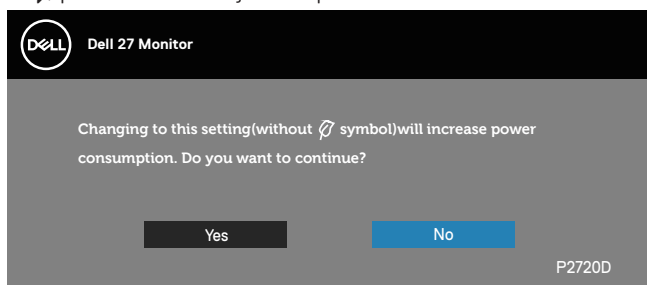 DELL
Dell 27 Monitor
Changing to this setting(without symbol)will increase power
consumption. Do you want to continue?
Yes
No
P2720D